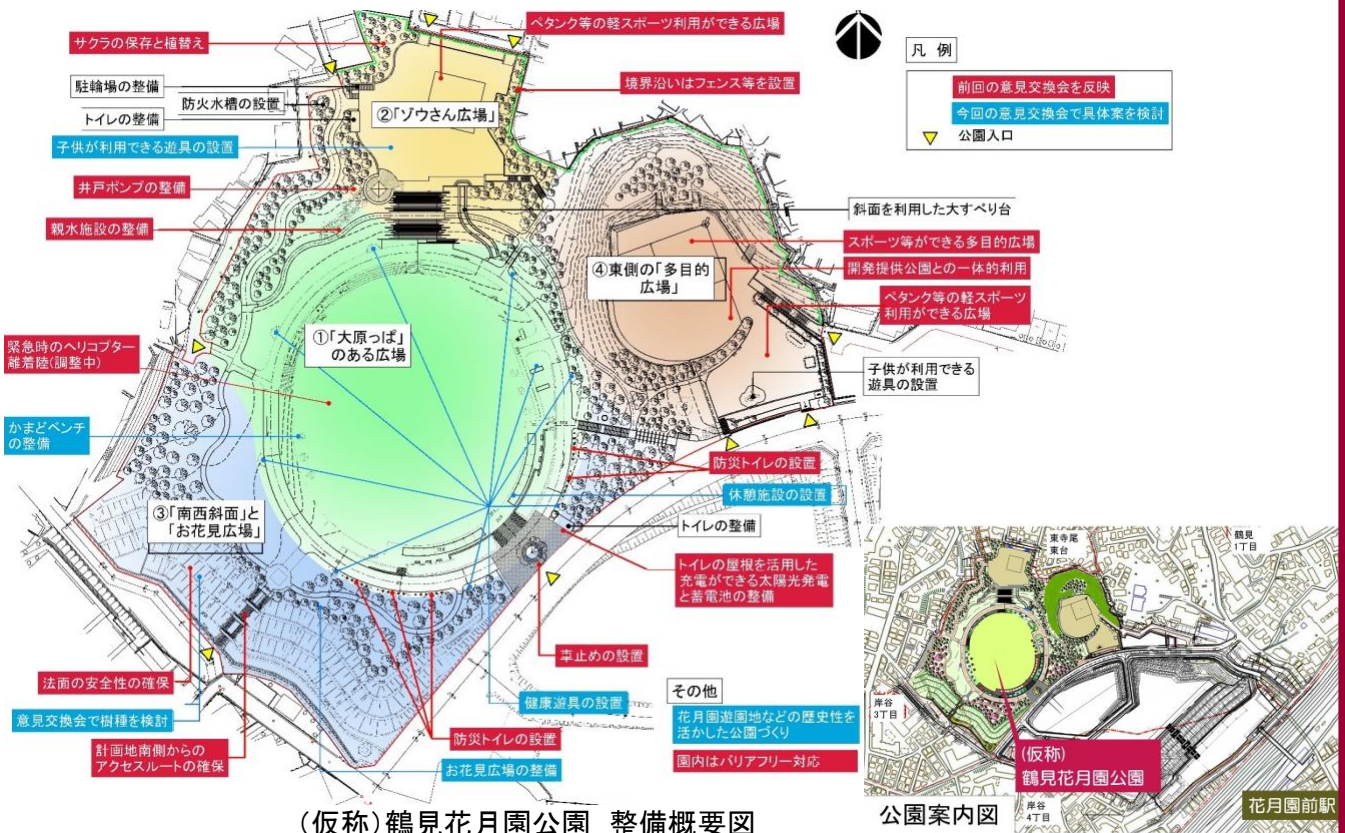 サクラの保存と植替え
ペタンク等の軽スポーツ利用ができる広場
駐輪場の整備
境界沿いはフェンス等を設置
防火水槽の設置
②「ゾウさん広場」
トイレの整備
子供が利用できる遊具の設置
井戸ポンプの整備
親水施設の整備
凡 例
前回の意見交換会を反映
今回の意見交換会で具体案を検討
公園入口
斜面を利用した大すべり台
スポーツ等ができる多目的広場
④東側の「多目的
広場」
開発提供公園との一体的利用
ペタンク等の軽スポーツ
利用ができる広場
①「大原っぱ」
のある広場
緊急時のヘリコプター
離着陸(調整中)
子供が利用できる
遊具の設置
かまどベンチ
の整備
防災トイレの設置
休憩施設の設置
③「南西斜面」と
「お花見広場」
トイレの整備
トイレの屋根を活用した
充電ができる太陽光発電
と蓄電池の整備
車止めの設置
法面の安全性の確保
意見交換会で樹種を検討
計画地南側からの
アクセスルートの確保
健康遊具の設置
防災トイレの設置
お花見広場の整備
その他
花月園遊園地などの歴史性を
活かした公園づくり
園内はバリアフリー対応
(仮称)鶴見花月園公園 整備概要図
東寺尾
東台
鶴見
1丁目
岸谷
3丁目
(仮称)
鶴見花月園公園
岸谷
4丁目
花月園前駅
公園案内図